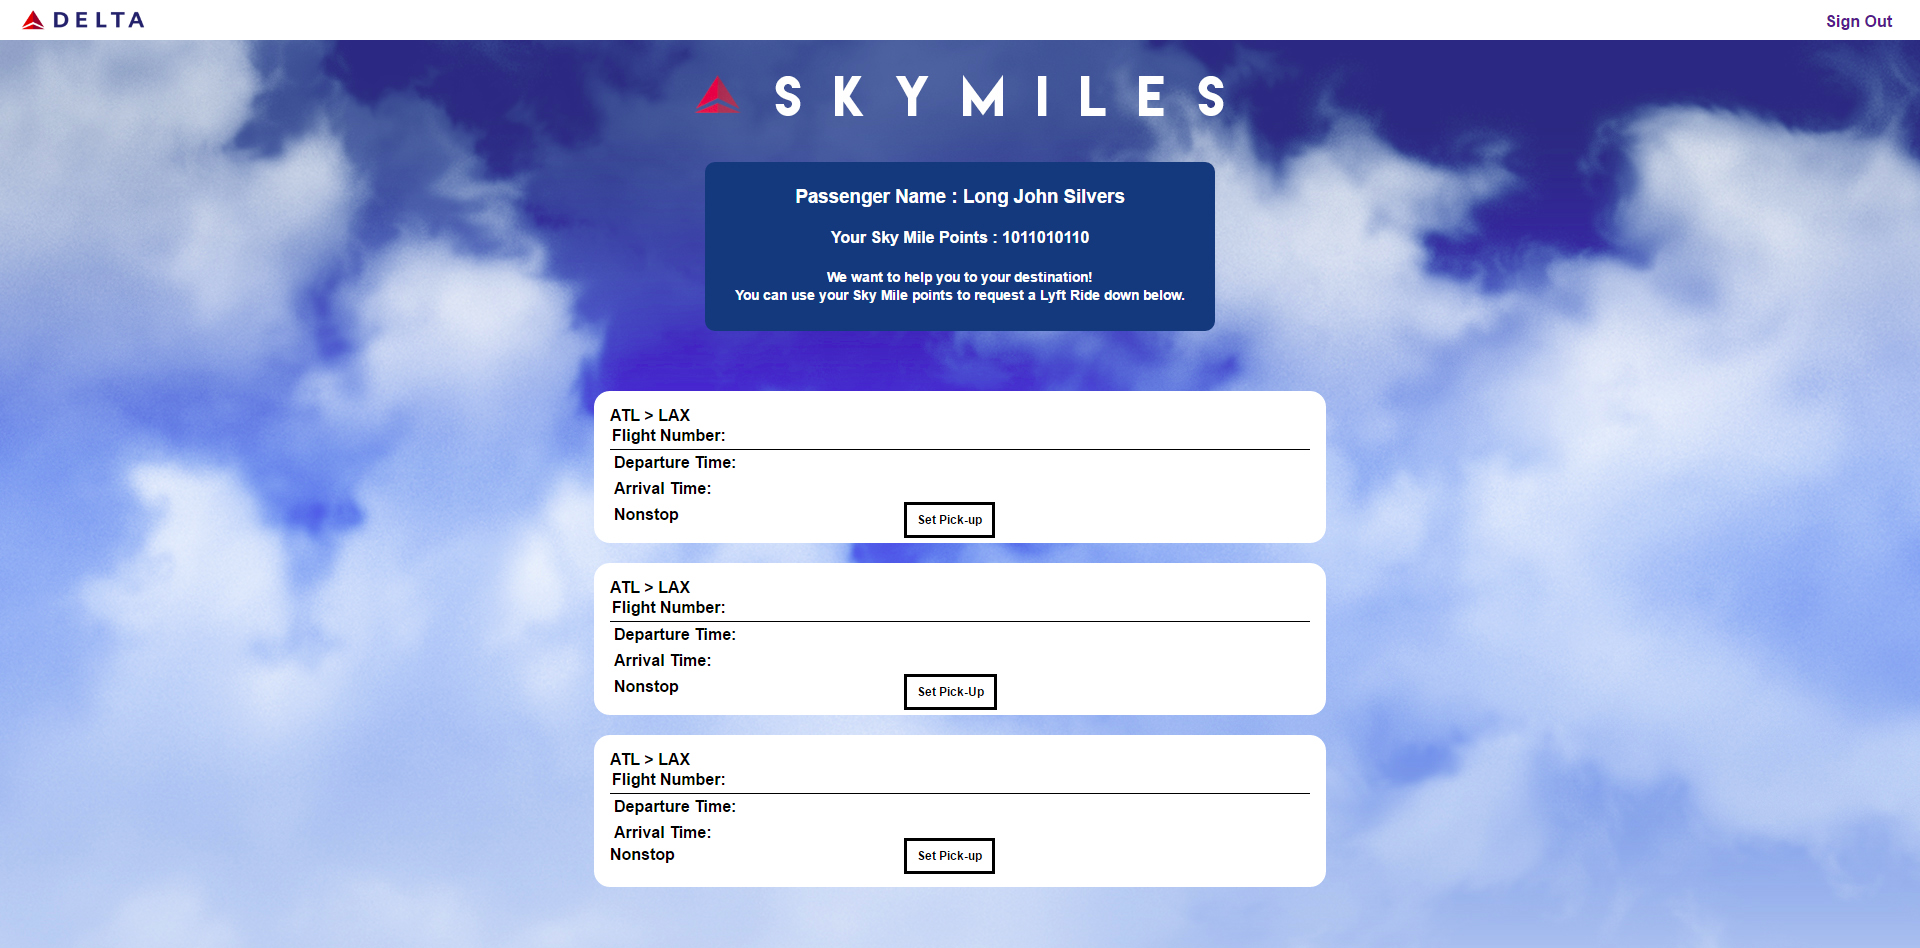 DELTA
Sign Out
SKYMILES
Passenger Name : Long John Silvers
Your Sky Mile Points : 1011010110
We want to help you to your destination!
You can use your Sky Mile points to request a Lyft Ride down below.
ATL > LAX
Flight Number:
Departure Time:
Arrival Time:
Nonstop
Set Pick-up
ATL > LAX
Flight Number:
Departure Time:
Arrival Time:
Nonstop
Set Pick-Up
ATL > LAX
Flight Number:
Departure Time:
Arrival Time:
Nonstop
Set Pick-up